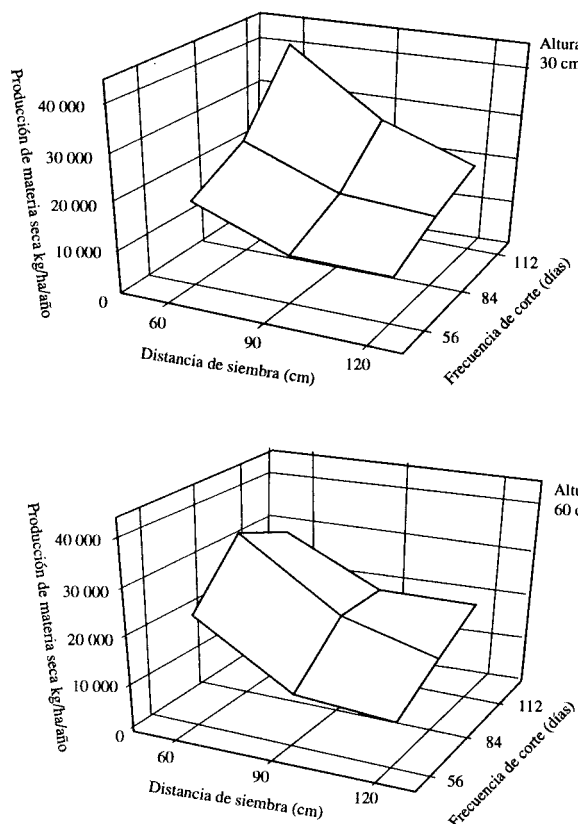 Altura
30 cm
Producción de materia seca kg/ha/año
40 000
30 000
20 000
10 000
0
60
90
120
Distancia de siembra (cm)
56
84
112
Frecuencia de corte (días)
Altu
60 c
Producción de materia seca kg/ha/año
40 000
30 000
20 000
10 000
0
60
90
120
Distancia de siembra (cm)
56
84
112
Frecuencia de corte (días)